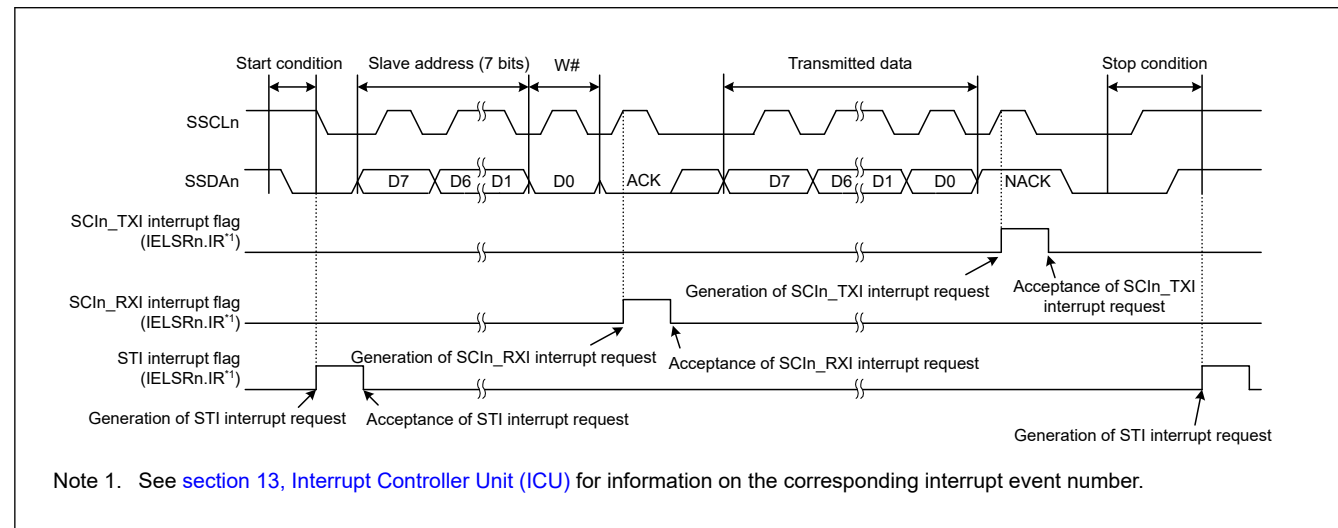 Start condition Slave address (7 bits) W# Transmitted data Stop condition
SSCLn
SSDAn D7 D6 D1 D0 ACK D7 D6 D1 D0 NACK
SCIn_TXI interrupt flag
(IELSRn.IR*1)
Generation of SCIn_TXI interrupt request
Acceptance of SCIn_TXI
interrupt request
SCIn_RXI interrupt flag
(IELSRn.IR*1)
Generation of SCIn_RXI interrupt request
Acceptance of SCIn_RXI interrupt request
STI interrupt flag
(IELSRn.IR*1)
Generation of STI interrupt request
Acceptance of STI interrupt request
Generation of STI interrupt request
Note 1. See section 13, Interrupt Controller Unit (ICU) for information on the corresponding interrupt event number.